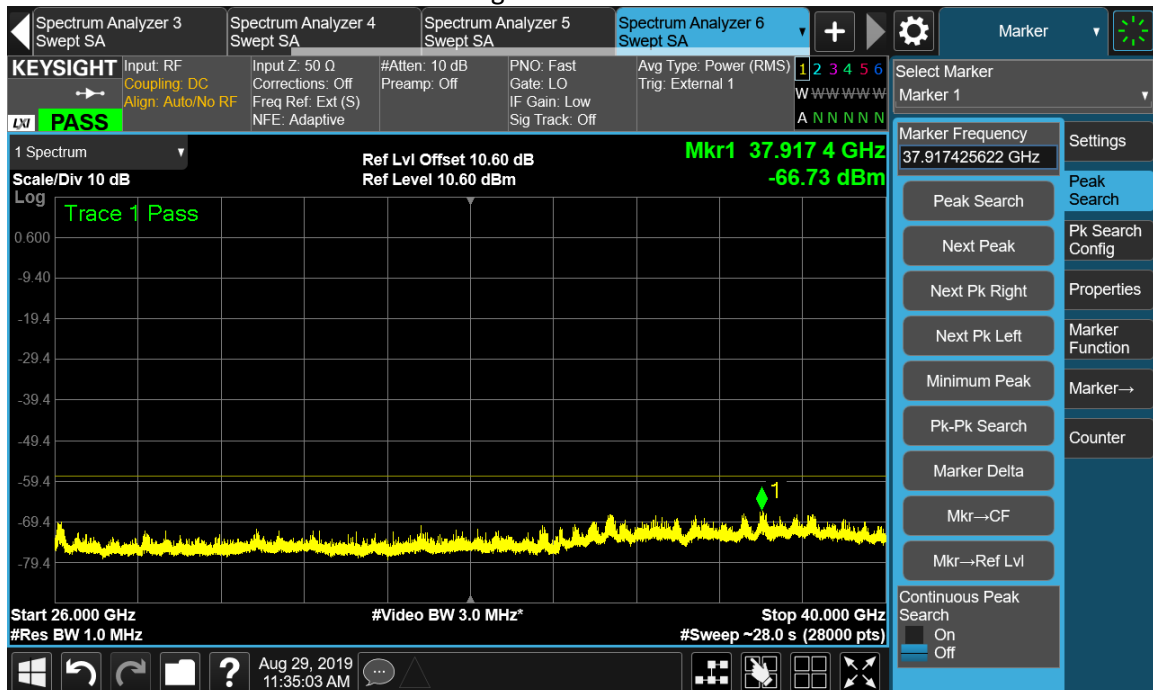 Spectrum Analyzer 3
Swept SA
Spectrum Analyzer 4
Swept SA
Spectrum Analyzer 5
Swept SA
Spectrum Analyzer 6
Swept SA
+
Marker
KEYSIGHT
LXI
PASS
Input: RF
Coupling: DC
Align: Auto/No RF
Input Z: 50 Ω
Corrections: Off
Freq Ref: Ext (S)
NFE: Adaptive
#Atten: 10 dB
Preamp: Off
PNO: Fast
Gate: LO
IF Gain: Low
Sig Track: Off
Avg Type: Power (RMS)
Trig: External 1
1 2 3 4 5 6
W W W W W W
A N N N N N
Select Marker
Marker 1
1 Spectrum
Scale/Div 10 dB
Ref Lvl Offset 10.60 dB
Ref Level 10.60 dBm
Mkr1 37.917 4 GHz
-66.73 dBm
Log
Trace 1 Pass
0.600
-9.40
-19.4
-29.4
-39.4
-49.4
-59.4
-69.4
-79.4
1
Start 26.000 GHz
#Res BW 1.0 MHz
#Video BW 3.0 MHz*
Stop 40.000 GHz
#Sweep ~28.0 s (28000 pts)
Marker Frequency
37.917425622 GHz
Peak Search
Next Peak
Next Pk Right
Next Pk Left
Minimum Peak
Pk-Pk Search
Marker Delta
Mkr→CF
Mkr→Ref Lvl
Continuous Peak
Search
On
Off
Settings
Peak
Search
Pk Search
Config
Properties
Marker
Function
Marker→
Counter
?
Aug 29, 2019
11:35:03 AM